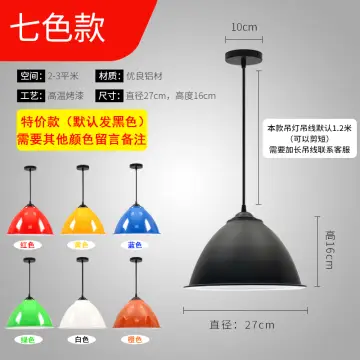 七色款
10cm
空间：2-3平米
材质：优良铝材
工艺：高温烤漆
尺寸：直径27cm，高度16cm
特价款（默认发黑色）
需要其他颜色留言备注
本款吊灯吊线默认1.2米
（可以剪短）
需要加长吊线联系客服
红色
黄色
蓝色
高16cm
绿色
白色
橙色
直径：27cm